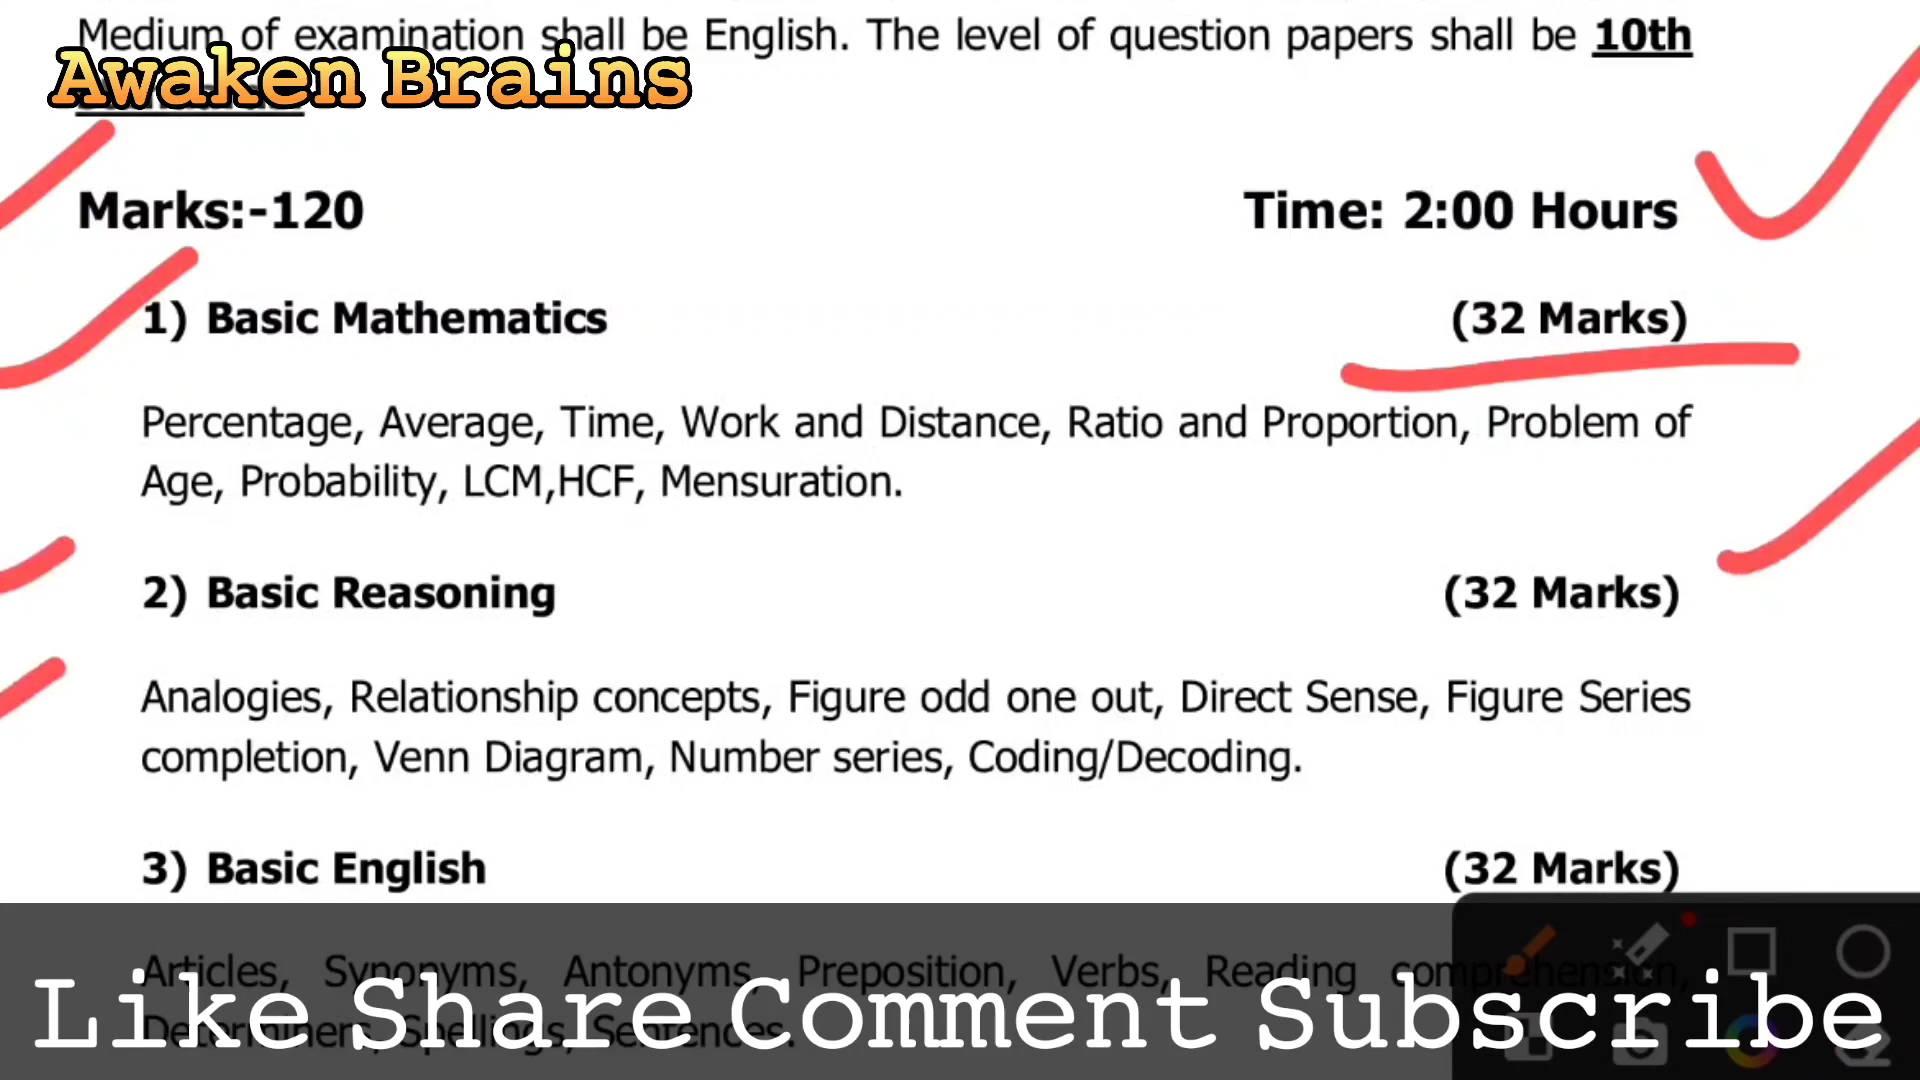 Medium of examination shall be English. The level of question papers shall be 10th
Awaken Brains
Marks:-120 Time: 2:00 Hours
1) Basic Mathematics (32 Marks)
Percentage, Average, Time, Work and Distance, Ratio and Proportion, Problem of
Age, Probability, LCM,HCF, Mensuration.
2) Basic Reasoning (32 Marks)
Analogies, Relationship concepts, Figure odd one out, Direct Sense, Figure Series
completion, Venn Diagram, Number series, Coding/Decoding.
3) Basic English (32 Marks)
Articles, Synonyms, Antonyms, Preposition, Verbs, Reading comprehension,
Like Share Comment Subscribe
Determiners, Spellings, Sentences.